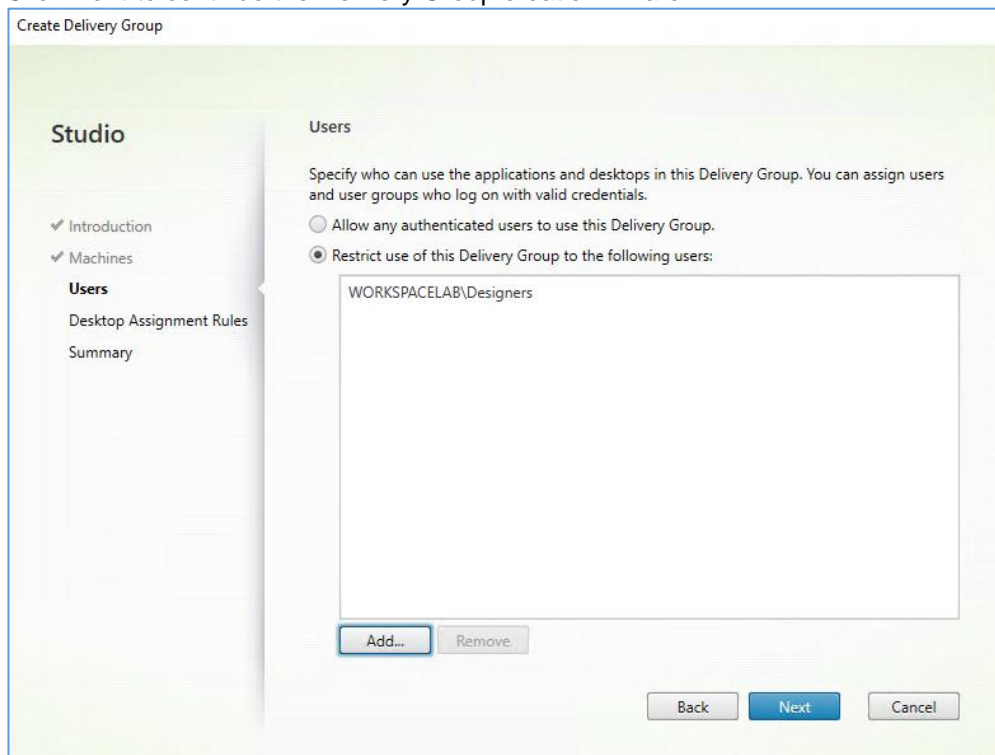 Create Delivery Group
Studio
Introduction
Machines
Users
Desktop Assignment Rules
Summary
Users
Specify who can use the applications and desktops in this Delivery Group. You can assign users
and user groups who log on with valid credentials.
Allow any authenticated users to use this Delivery Group.
Restrict use of this Delivery Group to the following users:
WORKSPACELAB\Designers
Add...
Remove
Back
Next
Cancel